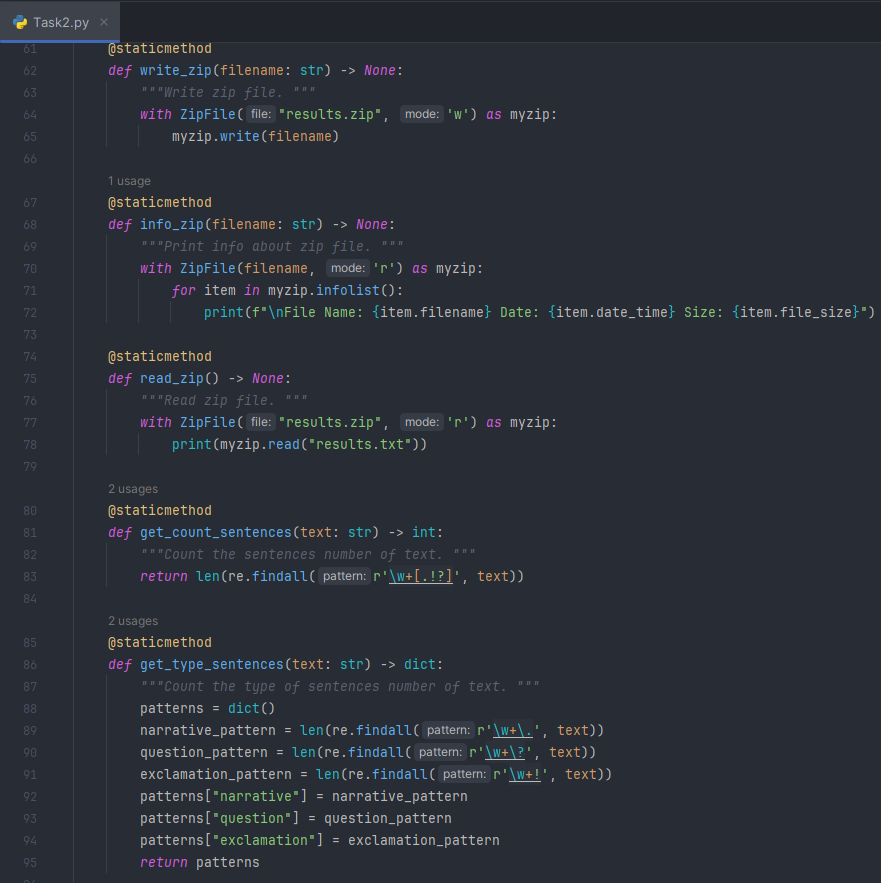 Task2.py
61 @staticmethod
62 def write_zip(filename: str) -> None:
63 """Write zip file. """
64 with ZipFile( file: "results.zip", mode: 'w') as myzip:
65 myzip.write(filename)
66
1 usage
67 @staticmethod
68 def info_zip(filename: str) -> None:
69 """Print info about zip file. """
70 with ZipFile(filename, mode: 'r') as myzip:
71 for item in myzip.infolist():
72 print(f"\nFile Name: {item.filename} Date: {item.date_time} Size: {item.file_size}")
73
74 @staticmethod
75 def read_zip() -> None:
76 """Read zip file. """
77 with ZipFile( file: "results.zip", mode: 'r') as myzip:
78 print(myzip.read("results.txt"))
79
2 usages
80 @staticmethod
81 def get_count_sentences(text: str) -> int:
82 """Count the sentences number of text. """
83 return len(re.findall( pattern: r'\w+[.!?]', text))
84
2 usages
85 @staticmethod
86 def get_type_sentences(text: str) -> dict:
87 """Count the type of sentences number of text. """
88 patterns = dict()
89 narrative_pattern = len(re.findall( pattern: r'\w+\.', text))
90 question_pattern = len(re.findall( pattern: r'\w+\?', text))
91 exclamation_pattern = len(re.findall( pattern: r'\w+!', text))
92 patterns["narrative"] = narrative_pattern
93 patterns["question"] = question_pattern
94 patterns["exclamation"] = exclamation_pattern
95 return patterns